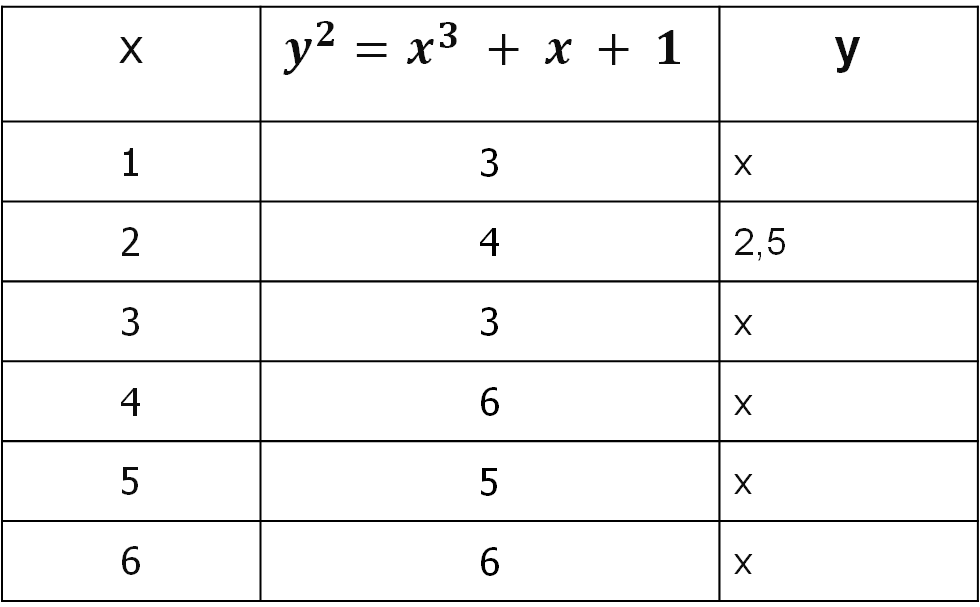 x y² = x³ + x + 1 y
1 3 x
2 4 2,5
3 3 x
4 6 x
5 5 x
6 6 x